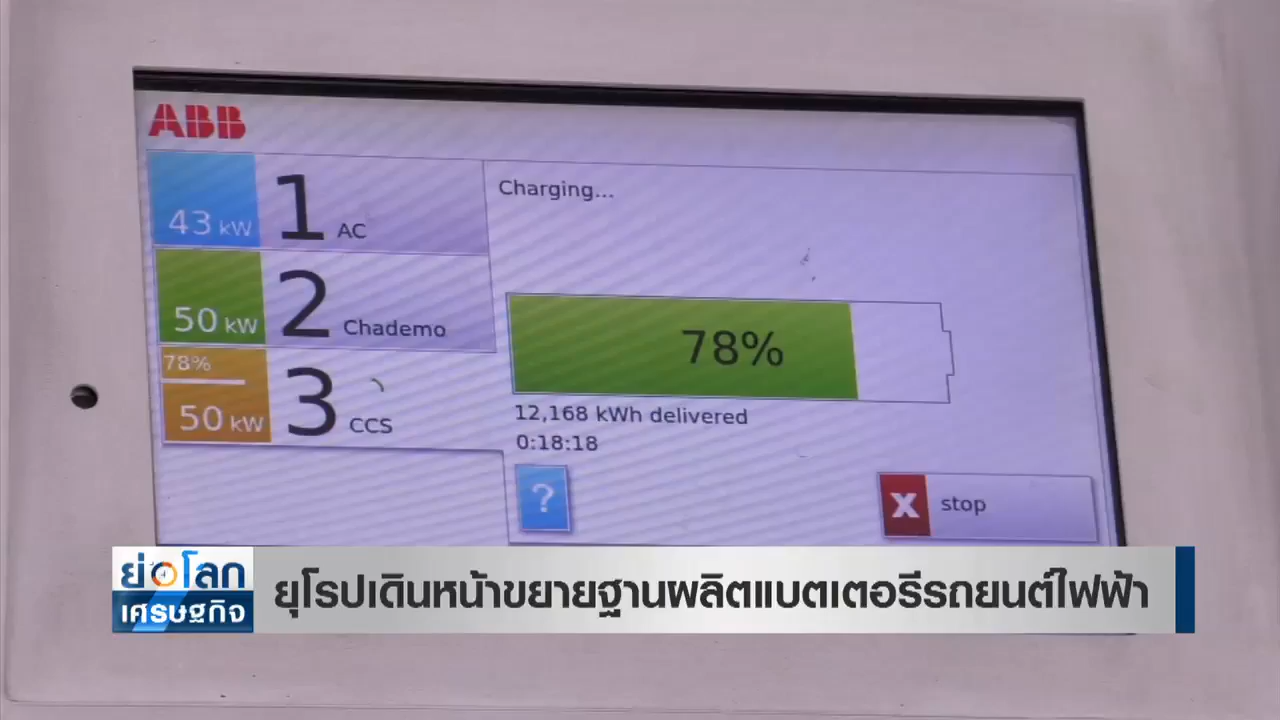 ABB
43 kW 1 AC
50 kW 2 Chademo
78%
50 kW 3 CCS
Charging...
78%
12,168 kWh delivered
0:18:18
?
X stop
ย่อโลก
เศรษฐกิจ
ยุโรปเดินหน้าขยายฐานผลิตแบตเตอรีรถยนต์ไฟฟ้า